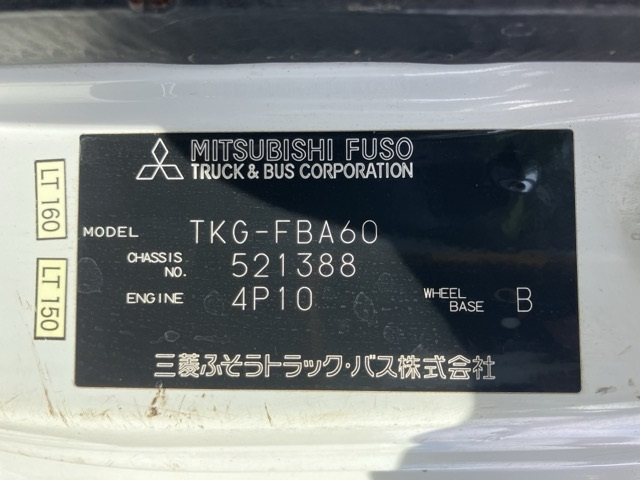 MITSUBISHI FUSO
TRUCK & BUS CORPORATION
MODEL TKG-FBA60
CHASSIS NO. 521388
ENGINE 4P10
WHEEL BASE B
三菱ふそうトラック・バス株式会社
LT 160
LT 150